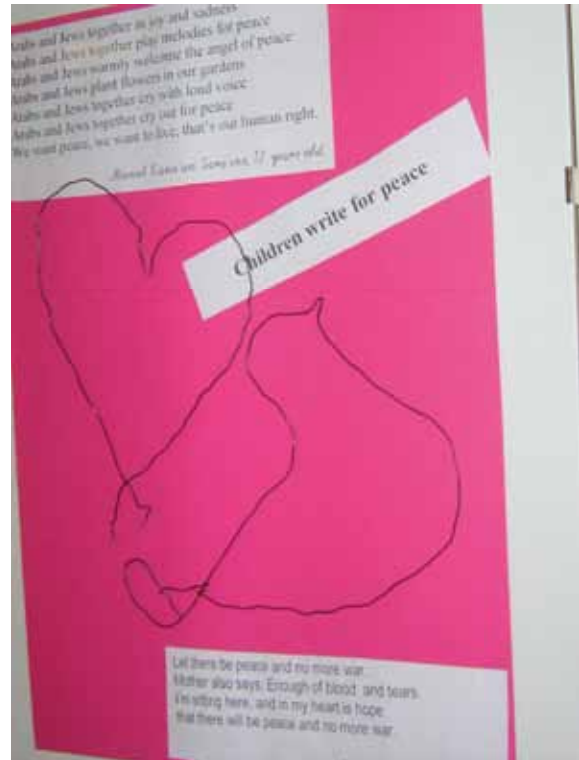 Arabs and Jews together in joy and sadness
Arabs and Jews together play melodies for peace
Arabs and Jews warmly welcome the angel of peace
Arabs and Jews plant flowers in our gardens
Arabs and Jews together cry with loud voice
Arabs and Jews together cry out for peace
We want peace, we want to live; that's our human right.
years old.
Children write for peace
Let there be peace and no more war
Mother also says: Enough of blood and tears
I'm sitting here, and in my heart is hope
that there will be peace and no more war